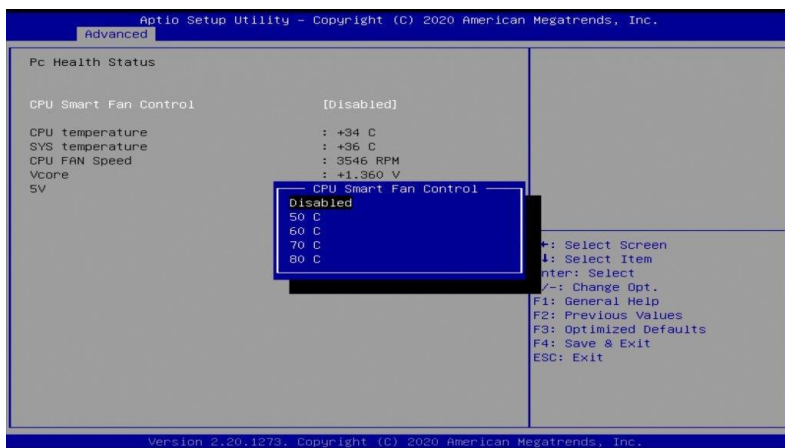 Aptio Setup Utility – Copyright (C) 2020 American Megatrends, Inc.
Advanced
Pc Health Status
CPU Smart Fan Control [Disabled]
CPU temperature : +34 C
SYS temperature : +36 C
CPU FAN Speed : 3546 RPM
Vcore : +1.360 V
5V
CPU Smart Fan Control
Disabled
50 C
60 C
70 C
80 C
: Select Screen
: Select Item
nter: Select
/-: Change Opt.
F1: General Help
F2: Previous Values
F3: Optimized Defaults
F4: Save & Exit
ESC: Exit
Version 2.20.1273. Copyright (C) 2020 American Megatrends, Inc.